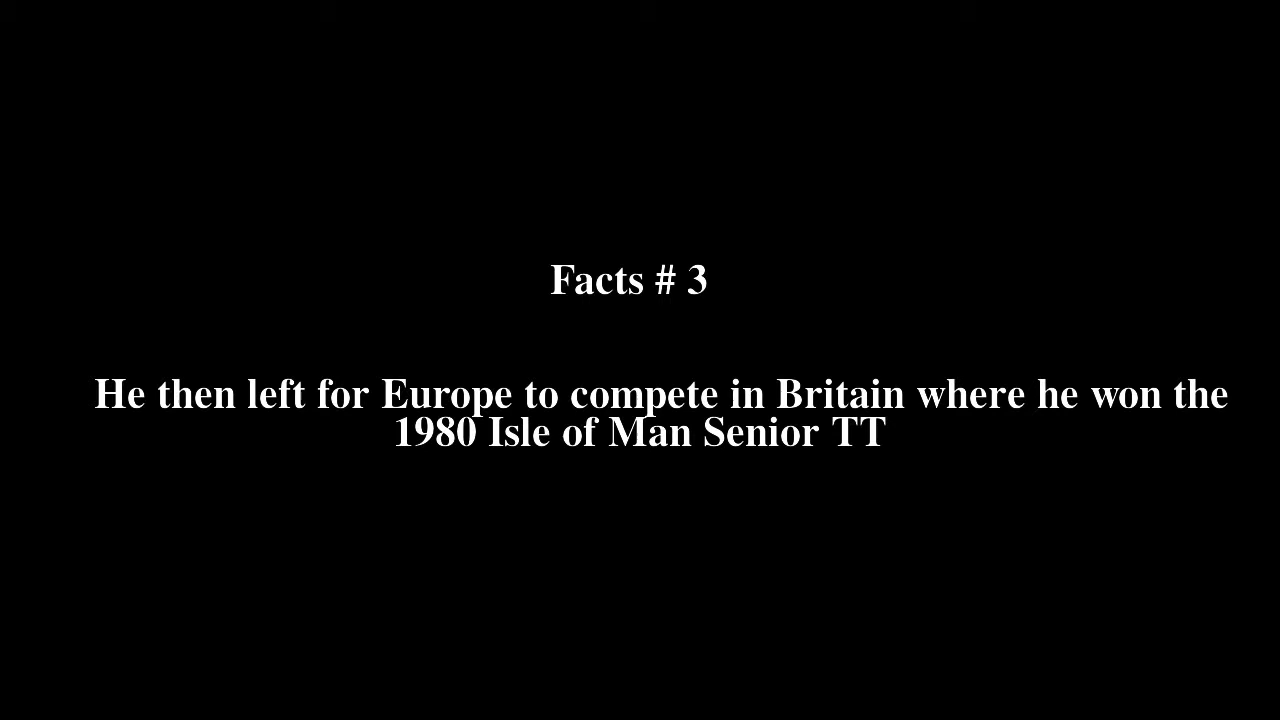 Facts # 3
He then left for Europe to compete in Britain where he won the
1980 Isle of Man Senior TT